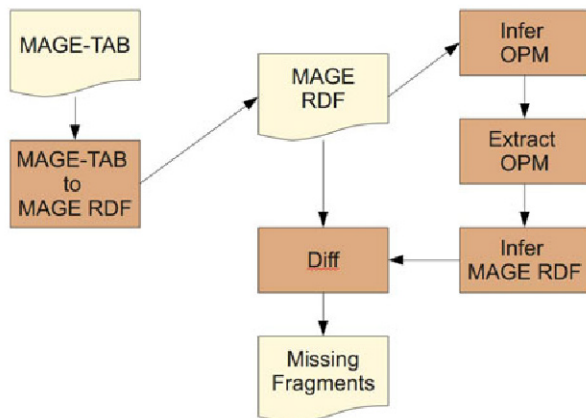 MAGE-TAB
MAGE-TAB
to
MAGE RDF
MAGE
RDF
Infer
OPM
Extract
OPM
Infer
MAGE RDF
Diff
Missing
Fragments